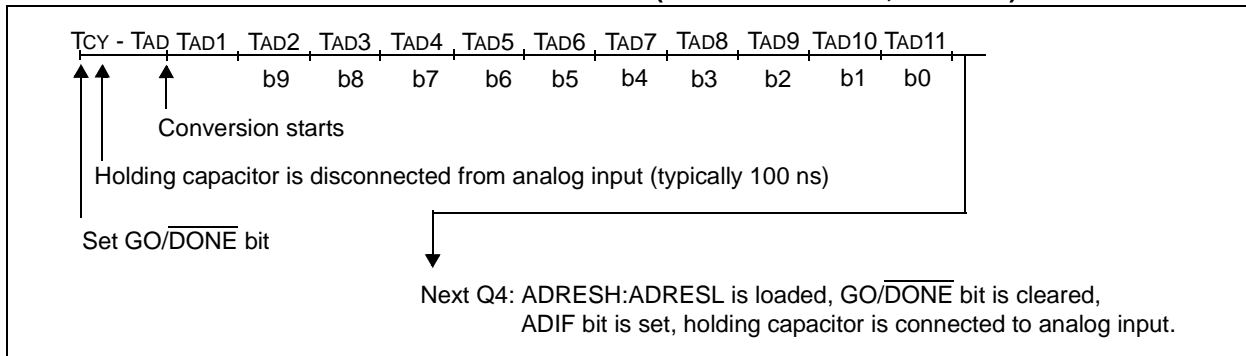 TCY - TAD TAD1 TAD2 TAD3 TAD4 TAD5 TAD6 TAD7 TAD8 TAD9 TAD10 TAD11
b9 b8 b7 b6 b5 b4 b3 b2 b1 b0
Conversion starts
Holding capacitor is disconnected from analog input (typically 100 ns)
Set GO/DONE bit
Next Q4: ADRESH:ADRESL is loaded, GO/DONE bit is cleared,
ADIF bit is set, holding capacitor is connected to analog input.